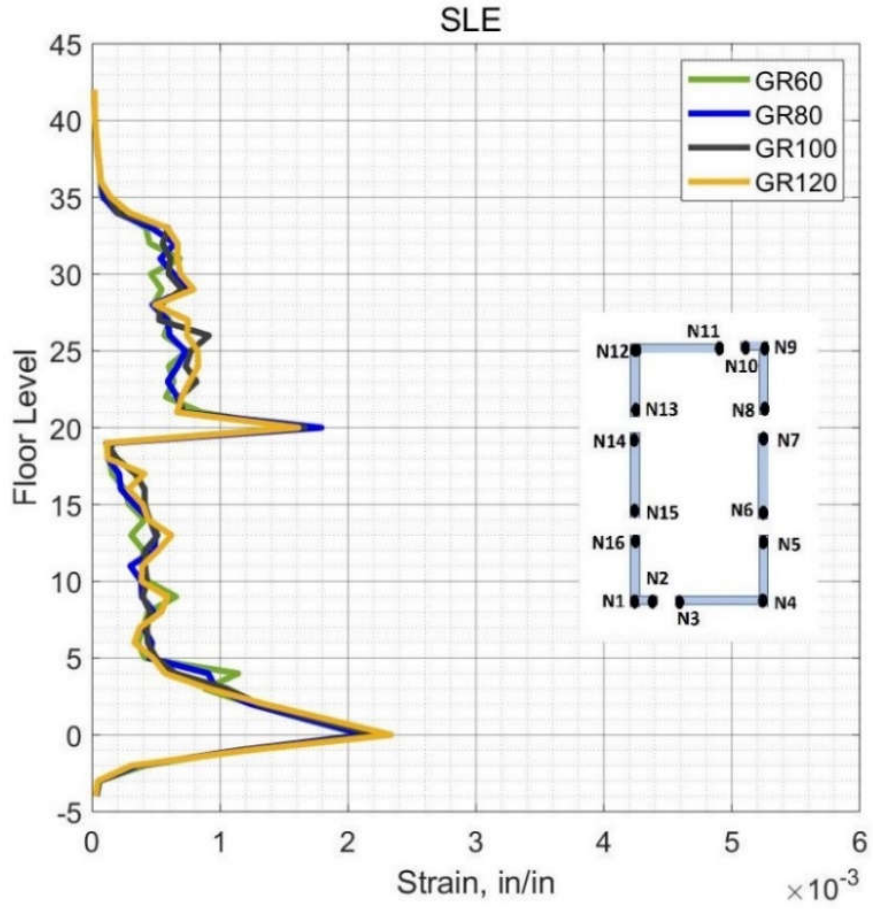 SLE
45
40
35
30
25
20
15
10
5
0
-5
Floor Level
GR60
GR80
GR100
GR120
N11
N12
N9
N10
N13
N8
N14
N7
N15
N6
N16
N5
N2
N1
N4
N3
0 1 2 3 4 5 6
Strain, in/in
×10-3